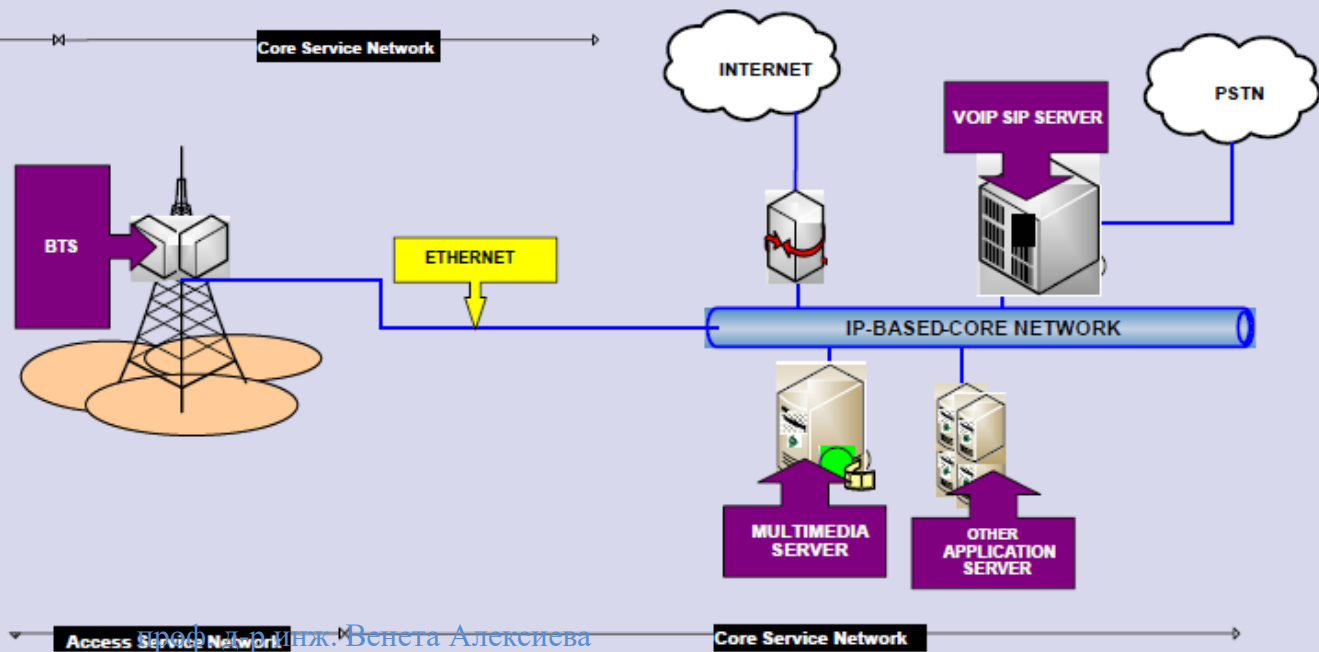 Core Service Network
INTERNET
PSTN
VOIP SIP SERVER
BTS
ETHERNET
IP-BASED-CORE NETWORK
MULTIMEDIA
SERVER
OTHER
APPLICATION
SERVER
Access Service Network
проф. д-р инж. Венета Алексиева
Core Service Network